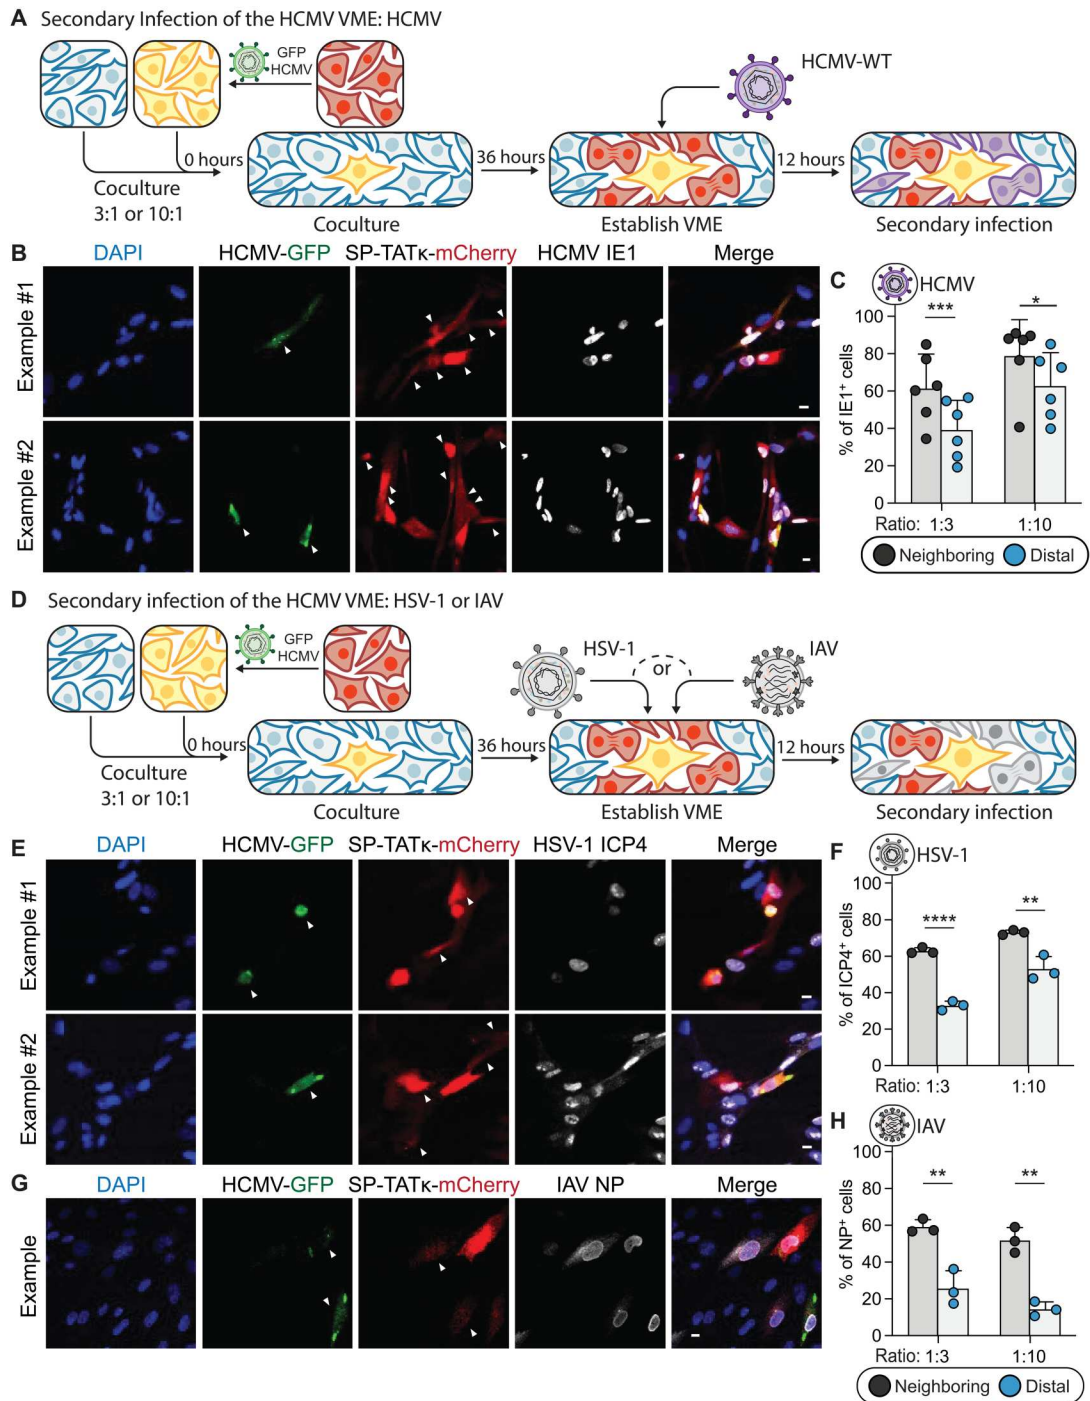 A Secondary Infection of the HCMV VME: HCMV
GFP
HCMV
HCMV-WT
0 hours
36 hours
12 hours
Coculture
3:1 or 10:1
Coculture
Establish VME
Secondary infection
B DAPI HCMV-GFP SP-TATκ-mCherry HCMV IE1 Merge
Example #1
Example #2
C HCMV
% of IE1+ cells
100
80
60
40
20
0
***
*
Ratio: 1:3 1:10
Neighboring Distal
D Secondary infection of the HCMV VME: HSV-1 or IAV
GFP
HCMV
HSV-1 or IAV
0 hours
36 hours
12 hours
Coculture
3:1 or 10:1
Coculture
Establish VME
Secondary infection
E DAPI HCMV-GFP SP-TATκ-mCherry HSV-1 ICP4 Merge
Example #1
Example #2
F HSV-1
% of ICP4+ cells
100
80
60
40
20
0
****
**
Ratio: 1:3 1:10
G DAPI HCMV-GFP SP-TATκ-mCherry IAV NP Merge
Example
H IAV
% of NP+ cells
100
80
60
40
20
0
**
**
Ratio: 1:3 1:10
Neighboring Distal